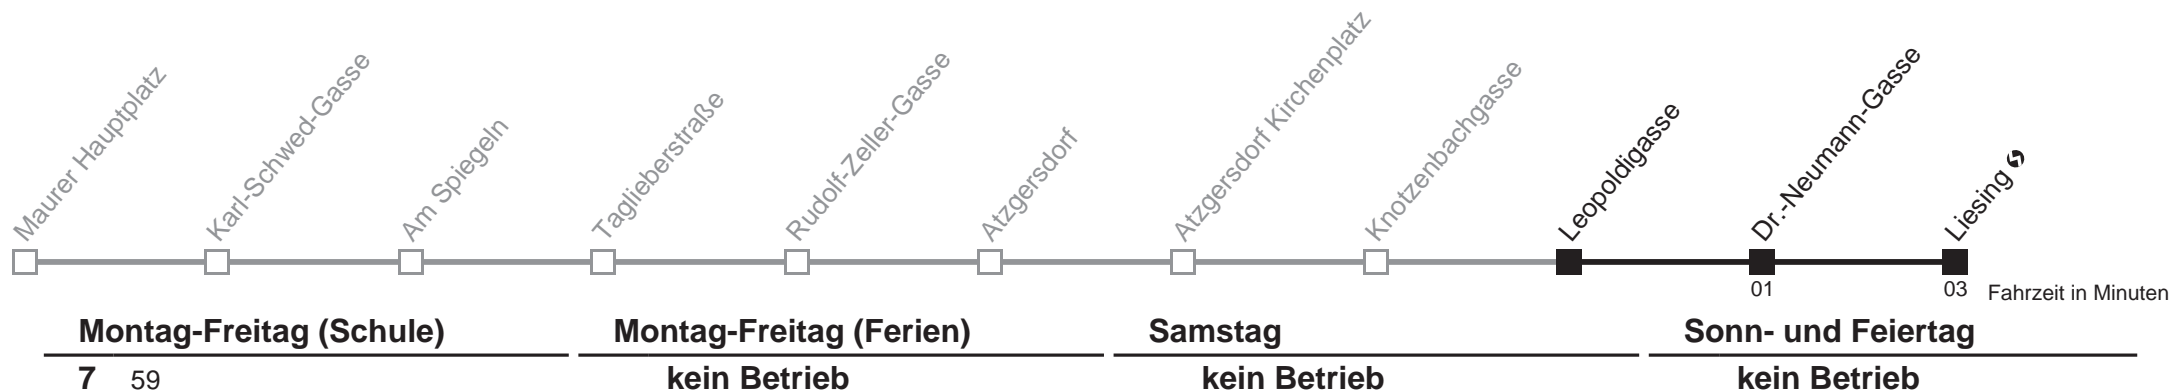 Maurer Hauptplatz
Karl-Schwed-Gasse
Am Spiegeln
Taglieberstraße
Rudolf-Zeller-Gasse
Atzgersdorf
Atzgersdorf Kirchenplatz
Knotzenbachgasse
Leopoldigasse
Dr.-Neumann-Gasse
Liesing
01 03 Fahrzeit in Minuten
Montag-Freitag (Schule) Montag-Freitag (Ferien) Samstag Sonn- und Feiertag
7 59 kein Betrieb kein Betrieb kein Betrieb